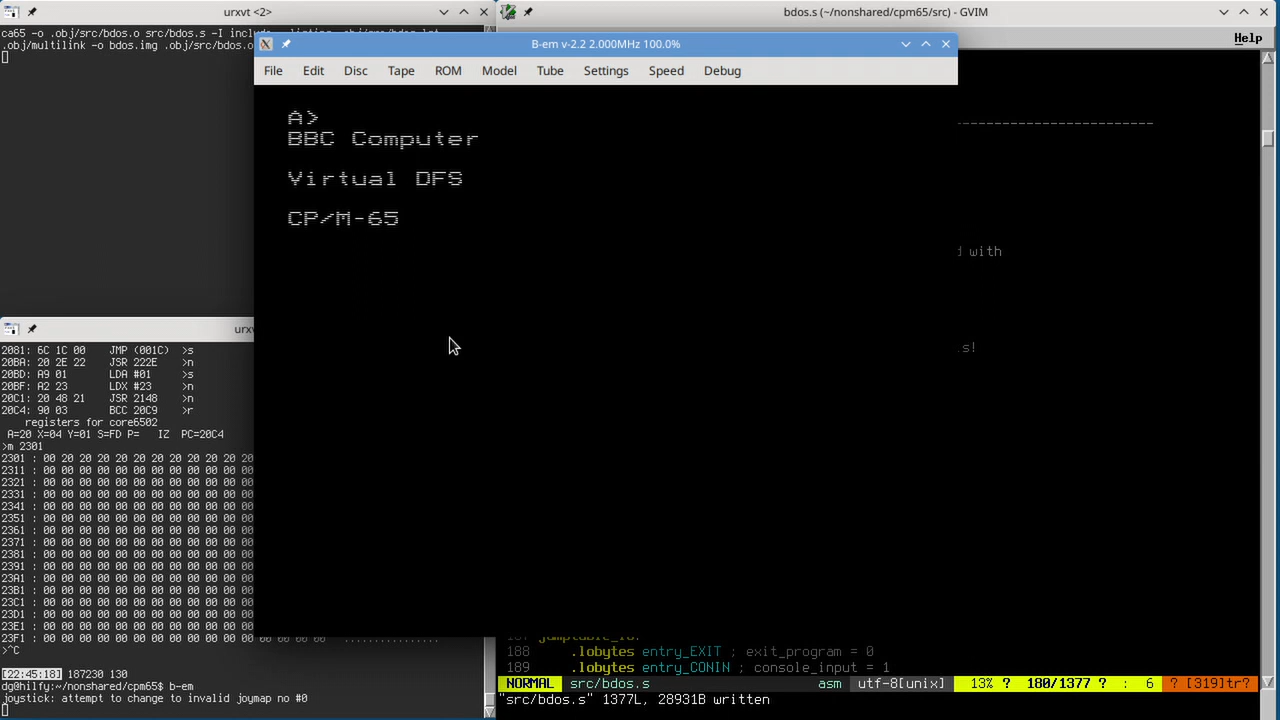 urxvt <2>
ca65 -o .obj/src/bdos.o src/bdos.s -I include --listing .obj/src/bdos.lst
.obj/multilink -o bdos.img .obj/src/bdos.o
bdos.s (~/nonshared/cpm65/src) - GVIM
Help
B-em v-2.2 2.000MHz 100.0%
File Edit Disc Tape ROM Model Tube Settings Speed Debug
A>
BBC Computer
Virtual DFS
CP/M-65
d with
s!
urxv
2081: 6C 1C 00 JMP (001C) >s
20BA: 20 2E 22 JSR 222E >n
20BD: A9 01 LDA #01 >s
20BF: A2 23 LDX #23 >n
20C1: 20 48 21 JSR 2148 >n
20C4: 90 03 BCC 20C9 >r
registers for core6502
A=20 X=04 Y=01 S=FD P= IZ PC=20C4
>m 2301
2301 : 00 20 20 20 20 20 20 20 20 20 20 20
2311 : 00 00 00 00 00 00 00 00 00 00 00 00
2321 : 00 00 00 00 00 00 00 00 00 00 00 00
2331 : 00 00 00 00 00 00 00 00 00 00 00 00
2341 : 00 00 00 00 00 00 00 00 00 00 00 00
2351 : 00 00 00 00 00 00 00 00 00 00 00 00
2361 : 00 00 00 00 00 00 00 00 00 00 00 00
2371 : 00 00 00 00 00 00 00 00 00 00 00 00
2381 : 00 00 00 00 00 00 00 00 00 00 00 00
2391 : 00 00 00 00 00 00 00 00 00 00 00 00
23A1 : 00 00 00 00 00 00 00 00 00 00 00 00
23B1 : 00 00 00 00 00 00 00 00 00 00 00 00
23C1 : 00 00 00 00 00 00 00 00 00 00 00 00
23D1 : 00 00 00 00 00 00 00 00 00 00 00 00
23E1 : 00 00 00 00 00 00 00 00 00 00 00 00
23F1 : 00 00 00 00 00 00 00 00 00 00 00 00 00 00 00 00 ................
>^C
[22:45:18] 187230 130
dg@hilfy:~/nonshared/cpm65$ b-em
joystick: attempt to change to invalid joymap no #0
187 jumptable_lo:
188 .lobytes entry_EXIT ; exit_program = 0
189 .lobytes entry_CONIN ; console_input = 1
NORMAL src/bdos.s asm utf-8[unix] 13% ? 180/1377 ? : 6 ? [319]tr?
"src/bdos.s" 1377L, 28931B written